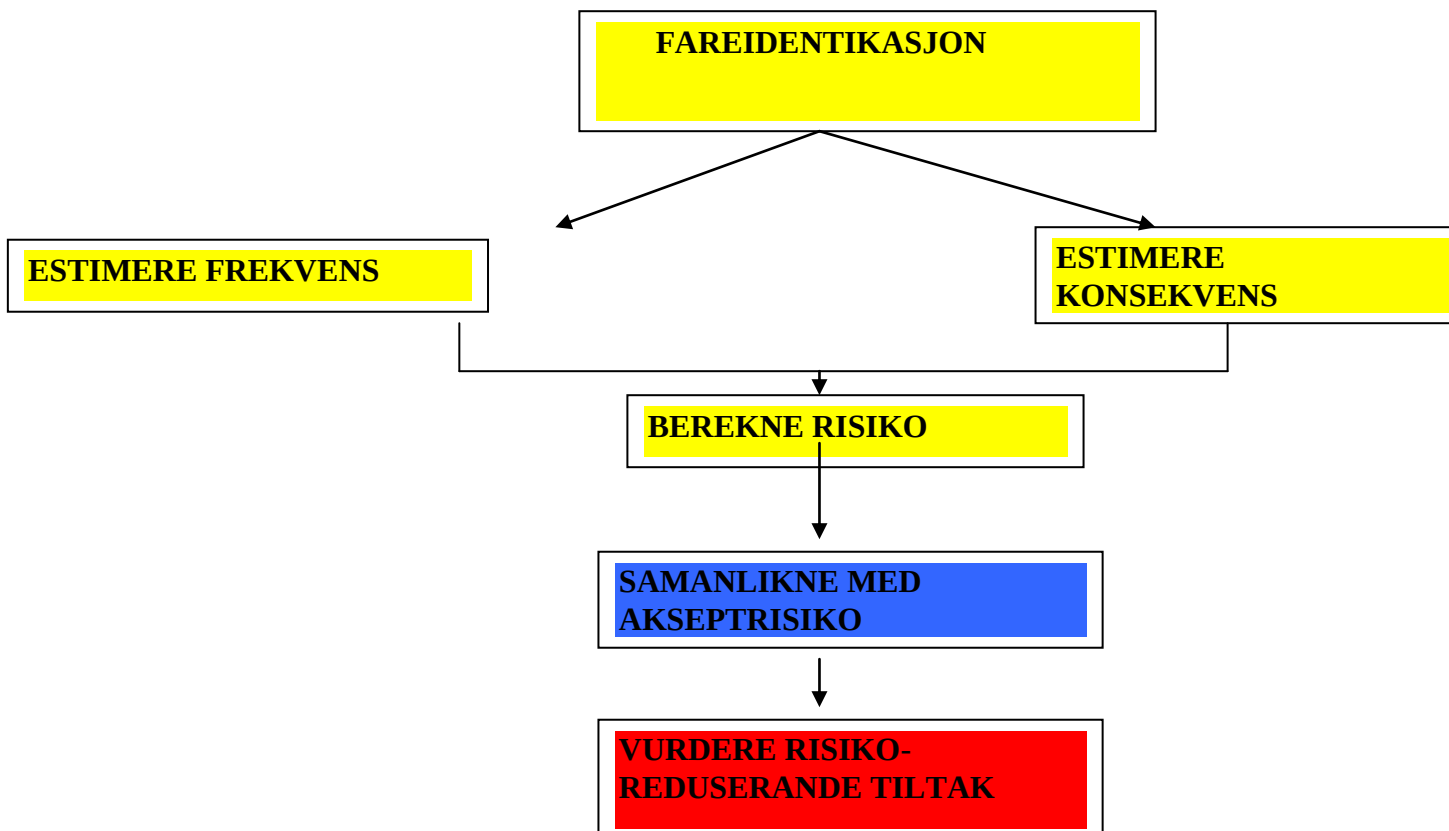 FAREIDENTIKASJON
ESTIMERE FREKVENS
ESTIMERE
KONSEKVENS
BEREKNE RISIKO
SAMANLIKNE MED
AKSEPTRISIKO
VURDERE RISIKO-
REDUSERANDE TILTAK